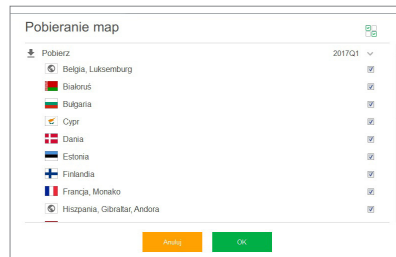 Pobieranie map
Pobierz 2017Q1
Belgia, Luksemburg
Białoruś
Bułgaria
Cypr
Dania
Estonia
Finlandia
Francja, Monako
Hiszpania, Gibraltar, Andora
Anuluj OK